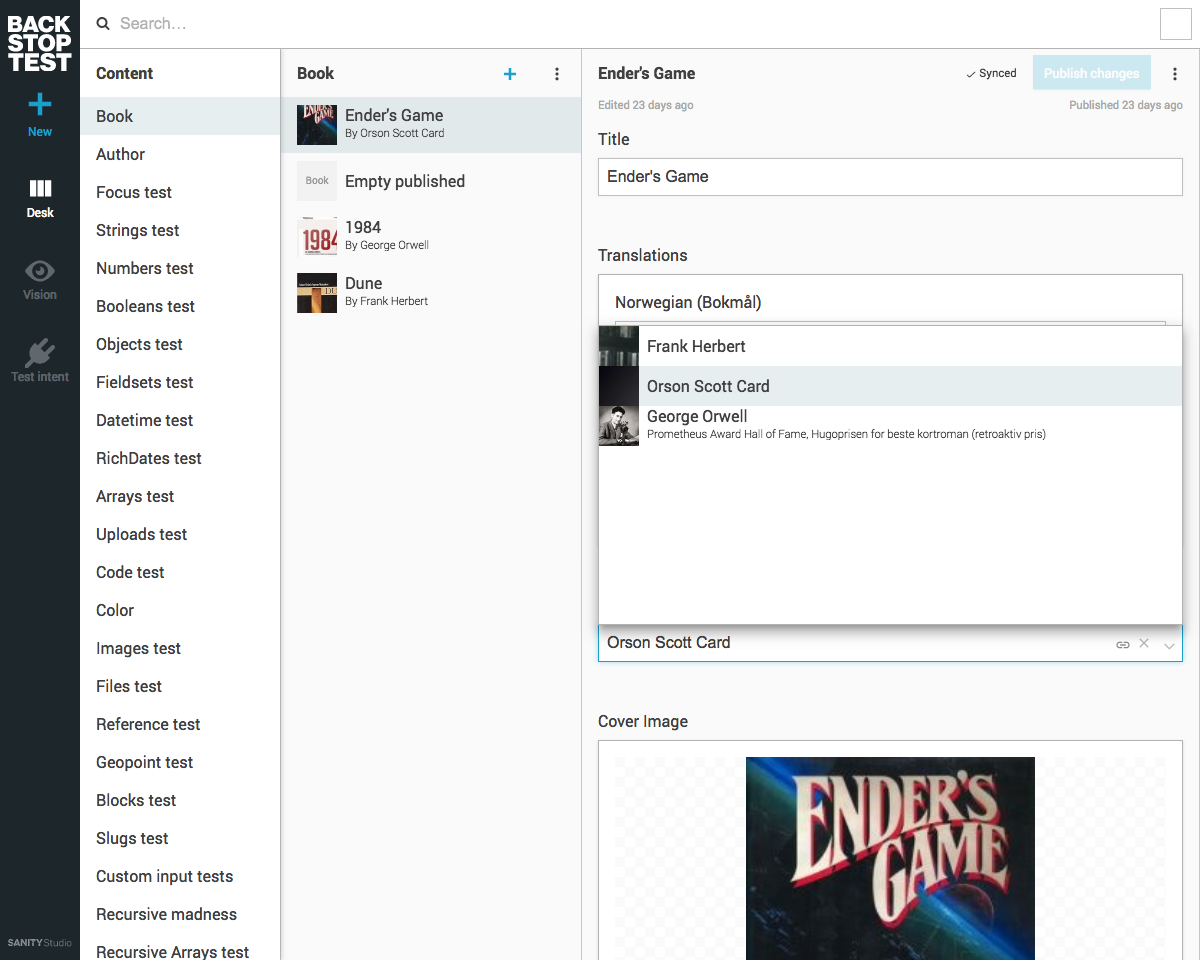 BACK
STOP
TEST
New
Desk
Vision
Test intent
SANITY Studio
Search…
Content
Book
Author
Focus test
Strings test
Numbers test
Booleans test
Objects test
Fieldsets test
Datetime test
RichDates test
Arrays test
Uploads test
Code test
Color
Images test
Files test
Reference test
Geopoint test
Blocks test
Slugs test
Custom input tests
Recursive madness
Recursive Arrays test
Book
ENDER'S
GAME
Ender's Game
By Orson Scott Card
Book
Empty published
1984
1984
By George Orwell
DU
Dune
By Frank Herbert
Ender's Game
Synced
Publish changes
Edited 23 days ago
Published 23 days ago
Title
Ender's Game
Translations
Norwegian (Bokmål)
Frank Herbert
Orson Scott Card
George Orwell
Prometheus Award Hall of Fame, Hugoprisen for beste kortroman (retroaktiv pris)
Orson Scott Card
Cover Image
ENDER'S
GAME